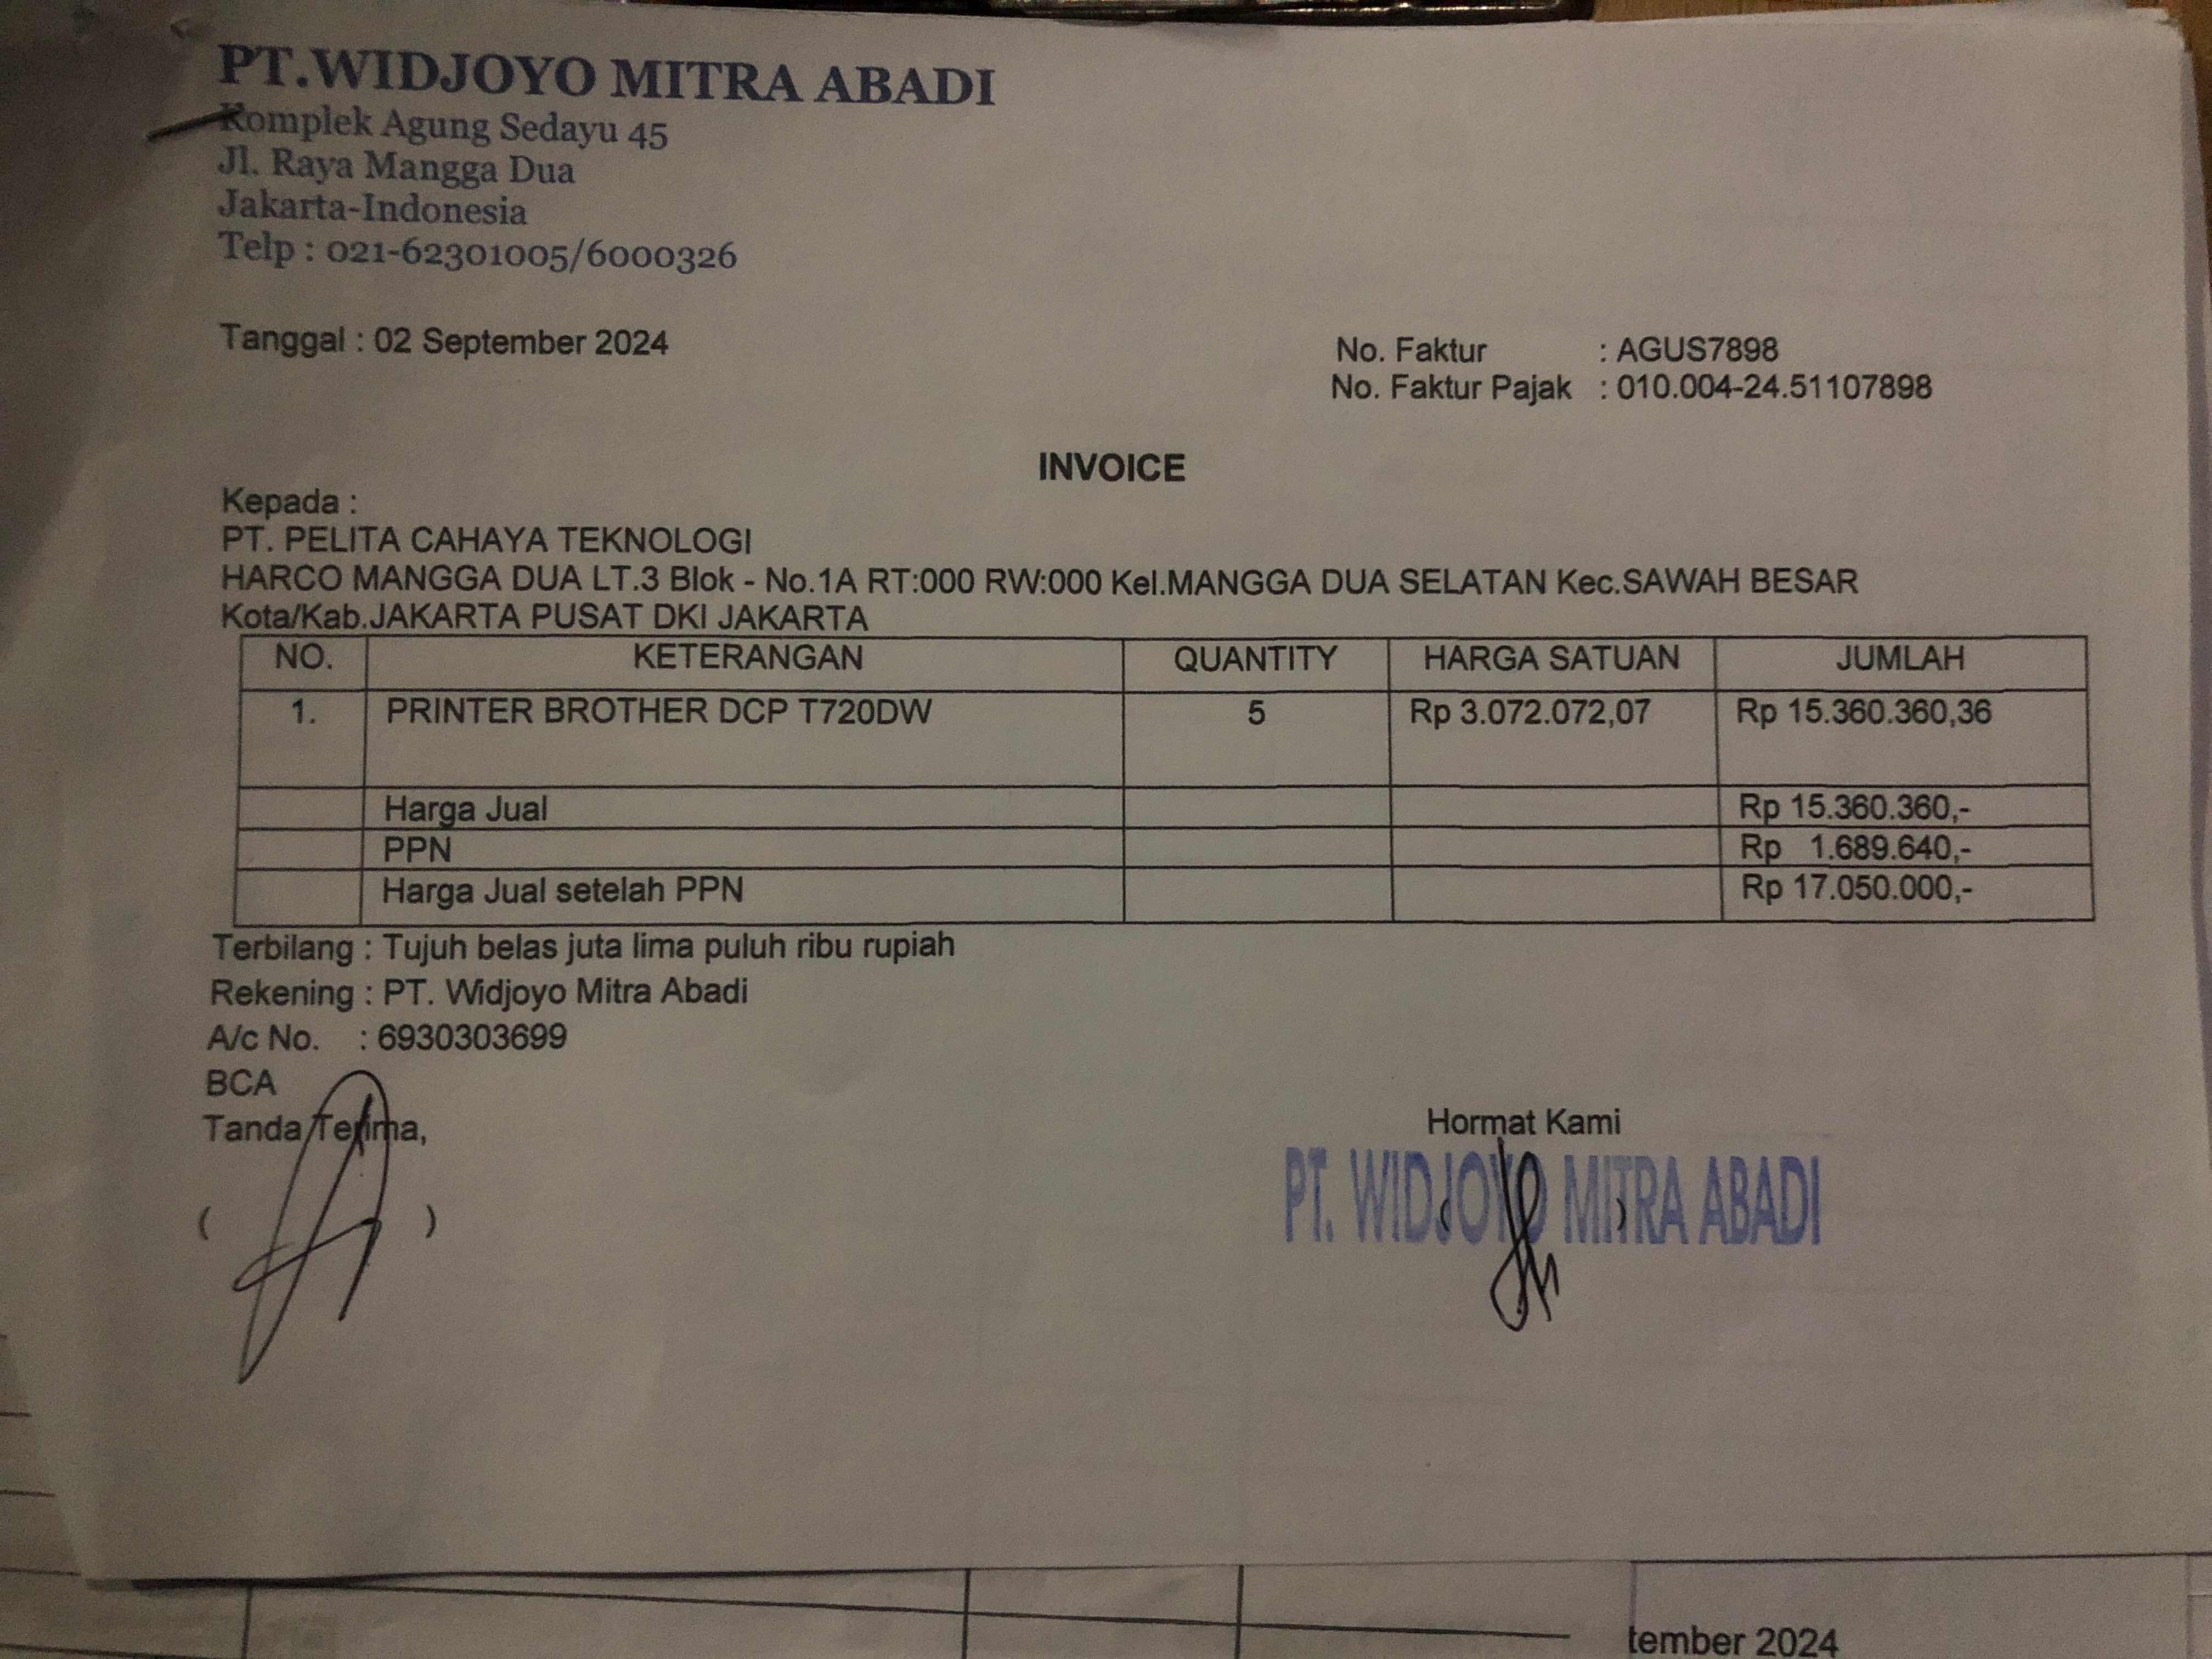 PT.WIDJOYO MITRA ABADI
Komplek Agung Sedayu 45
Jl. Raya Mangga Dua
Jakarta-Indonesia
Telp : 021-62301005/6000326
Tanggal : 02 September 2024
No. Faktur : AGUS7898
No. Faktur Pajak : 010.004-24.51107898
INVOICE
Kepada :
PT. PELITA CAHAYA TEKNOLOGI
HARCO MANGGA DUA LT.3 Blok - No.1A RT:000 RW:000 Kel.MANGGA DUA SELATAN Kec.SAWAH BESAR
Kota/Kab.JAKARTA PUSAT DKI JAKARTA
NO. KETERANGAN QUANTITY HARGA SATUAN JUMLAH
1. PRINTER BROTHER DCP T720DW 5 Rp 3.072.072,07 Rp 15.360.360,36
Harga Jual Rp 15.360.360,-
PPN Rp 1.689.640,-
Harga Jual setelah PPN Rp 17.050.000,-
Terbilang : Tujuh belas juta lima puluh ribu rupiah
Rekening : PT. Widjoyo Mitra Abadi
A/c No. : 6930303699
BCA
Tanda Terima,
Hormat Kami
PT. WIDJOYO MITRA ABADI
( )
( )
tember 2024